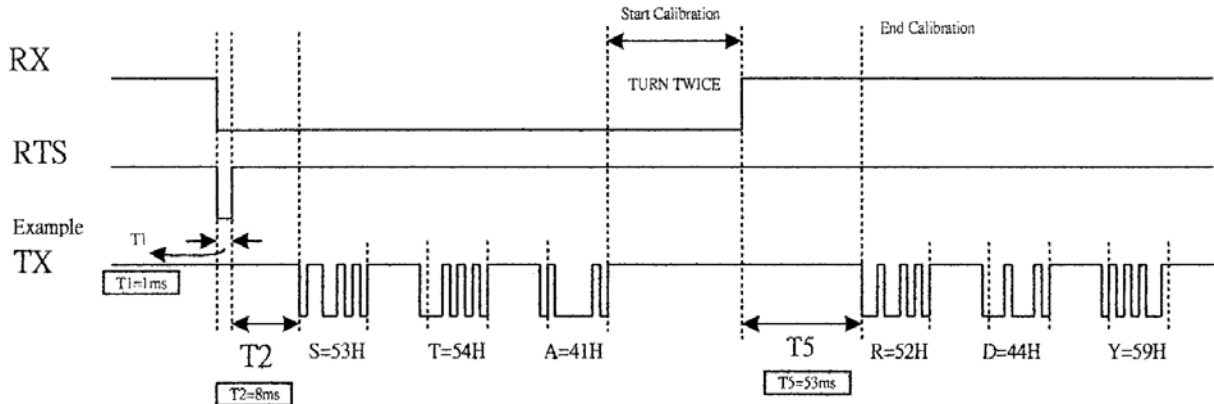 Start Calibration
End Calibration
RX
TURN TWICE
RTS
Example
T1
TX
T1=1ms
T2
S=53H
T=54H
A=41H
T5
R=52H
D=44H
Y=59H
T2=8ms
T5=53ms